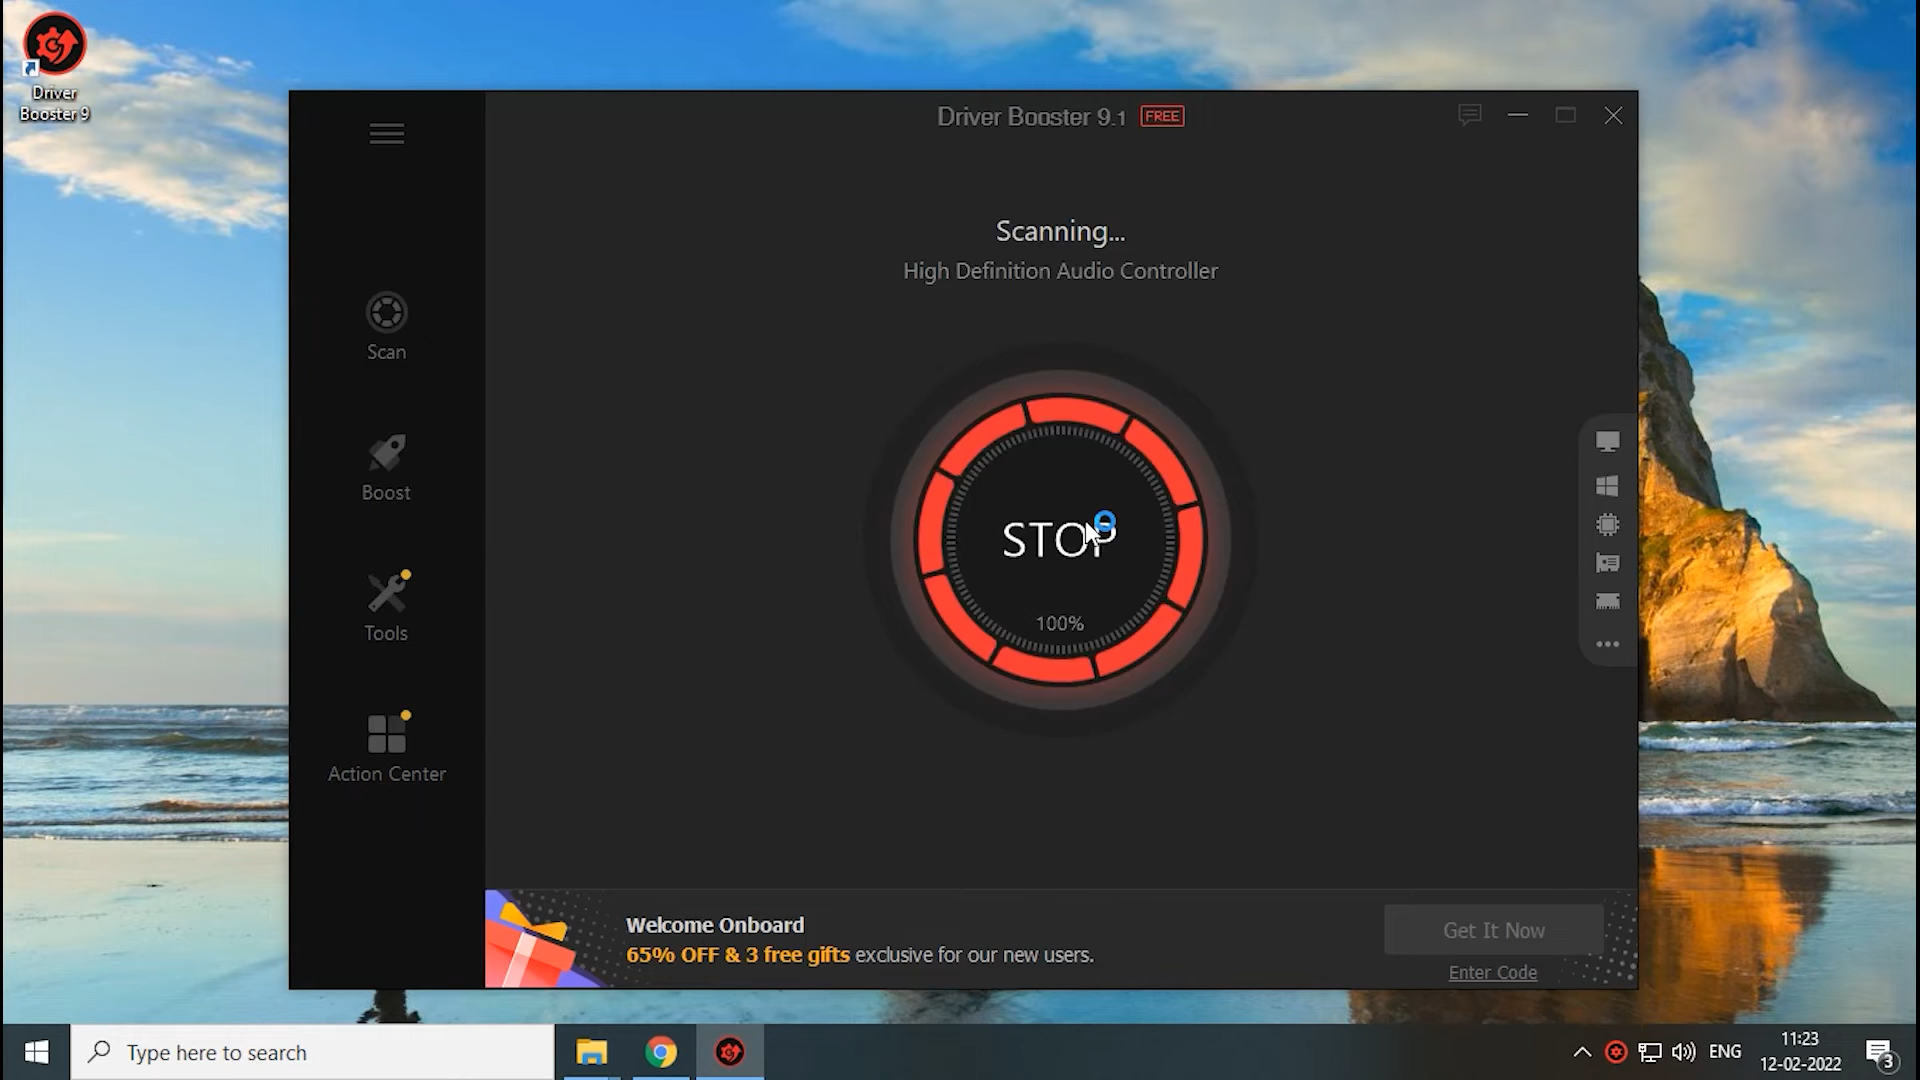 Driver
Booster 9
Driver Booster 9.1 FREE
Scanning...
High Definition Audio Controller
Scan
Boost
Tools
Action Center
STOP
100%
Welcome Onboard
65% OFF & 3 free gifts exclusive for our new users.
Get It Now
Enter Code
Type here to search
ENG
11:23
12-02-2022
3